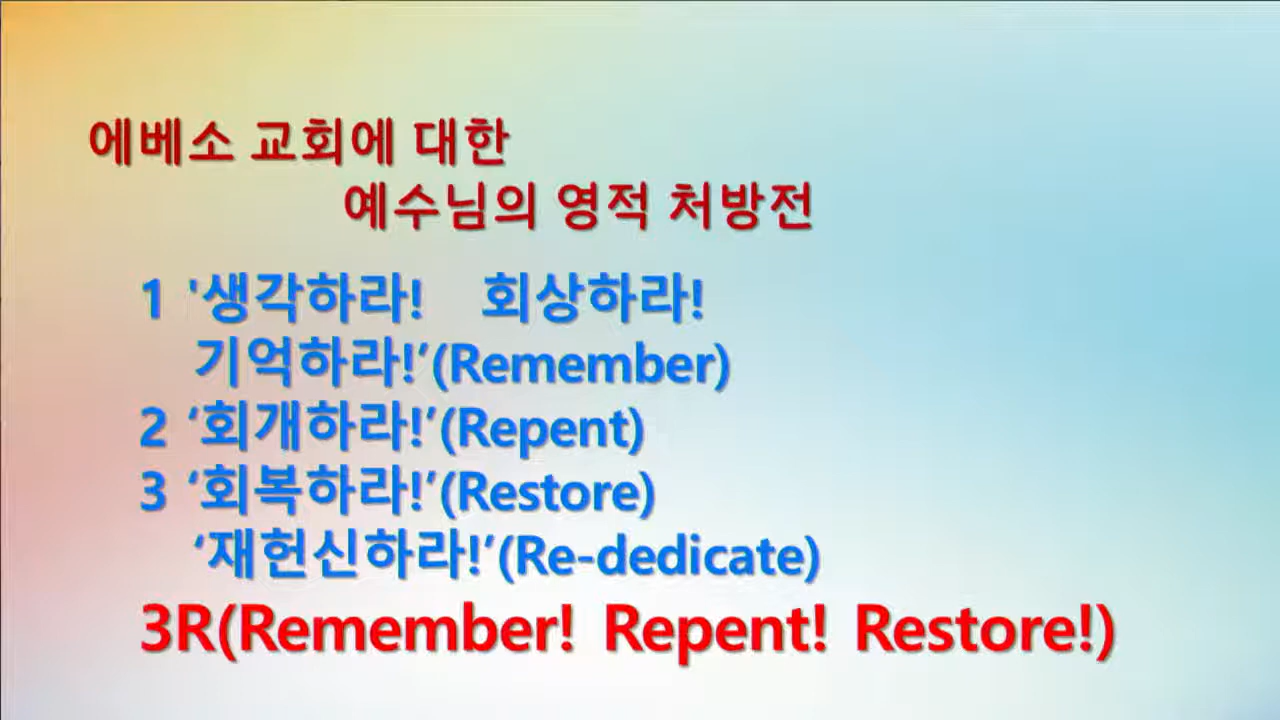 에베소 교회에 대한
예수님의 영적 처방전
1 '생각하라! 회상하라!
기억하라!’(Remember)
2 ‘회개하라!’(Repent)
3 ‘회복하라!’(Restore)
‘재헌신하라!’(Re-dedicate)
3R(Remember! Repent! Restore!)